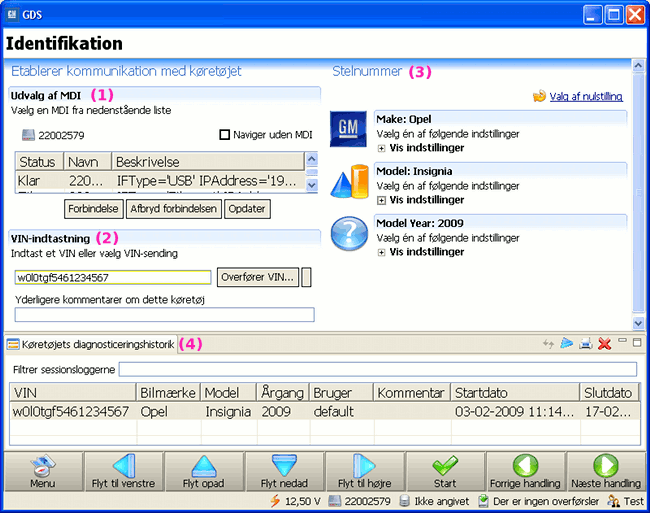 GDS
Identifikation
Etablerer kommunikation med køretøjet
Stelnummer (3)
Udvalg af MDI (1)
Vælg en MDI fra nedenstående liste
Valg af nulstilling
22002579
Naviger uden MDI
Status Navn Beskrivelse
Klar 220... IFType='USB' IPAddress='19...
Forbindelse Afbryd forbindelsen Opdater
GM
Make: Opel
Vælg én af følgende indstillinger
Vis indstillinger
Model: Insignia
Vælg én af følgende indstillinger
Vis indstillinger
Model Year: 2009
Vælg én af følgende indstillinger
Vis indstillinger
VIN-indtastning (2)
Indtast et VIN eller vælg VIN-sending
w0l0tgf5461234567
Overfører VIN...
Yderligere kommentarer om dette køretøj
Køretøjets diagnosticeringshistorik (4)
Filtrer sessionsloggerne
VIN Bilmærke Model Årgang Bruger Kommentar Startdato Slutdato
w0l0tgf5461234567 Opel Insignia 2009 default 03-02-2009 11:14... 17-02...
Menu Flyt til venstre Flyt opad Flyt nedad Flyt til højre Start Forrige handling Næste handling
12,50 V 22002579 Ikke angivet Der er ingen overførsler Test